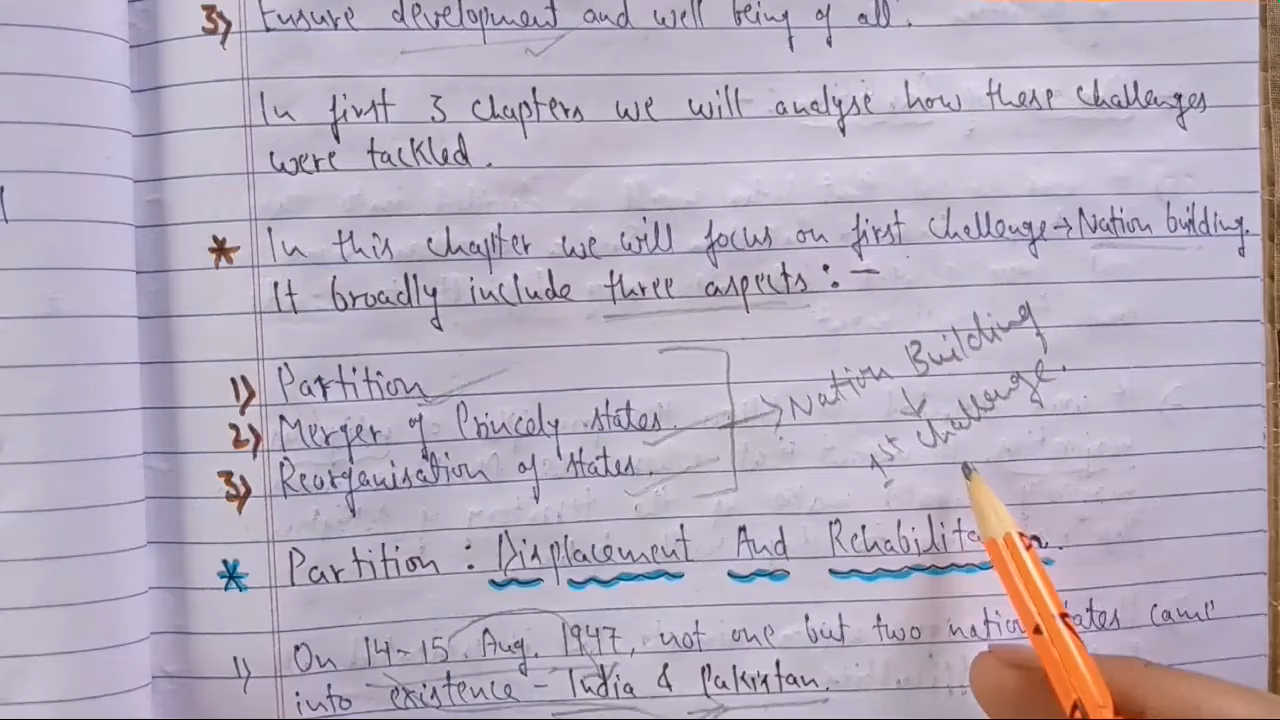 3) Ensure development and well being of all.
In first 3 chapters we will analyse how these challenges
were tackled.
* In this chapter we will focus on first challenge → Nation building.
It broadly include three aspects : -
1) Partition
2) Merger of Princely states.
3) Reorganisation of states.
→ Nation Building
↓
1st challenge.
* Partition : Displacement And
1) On 14-15 Aug. 1947, not one but two came
into existence - India & Pakistan.